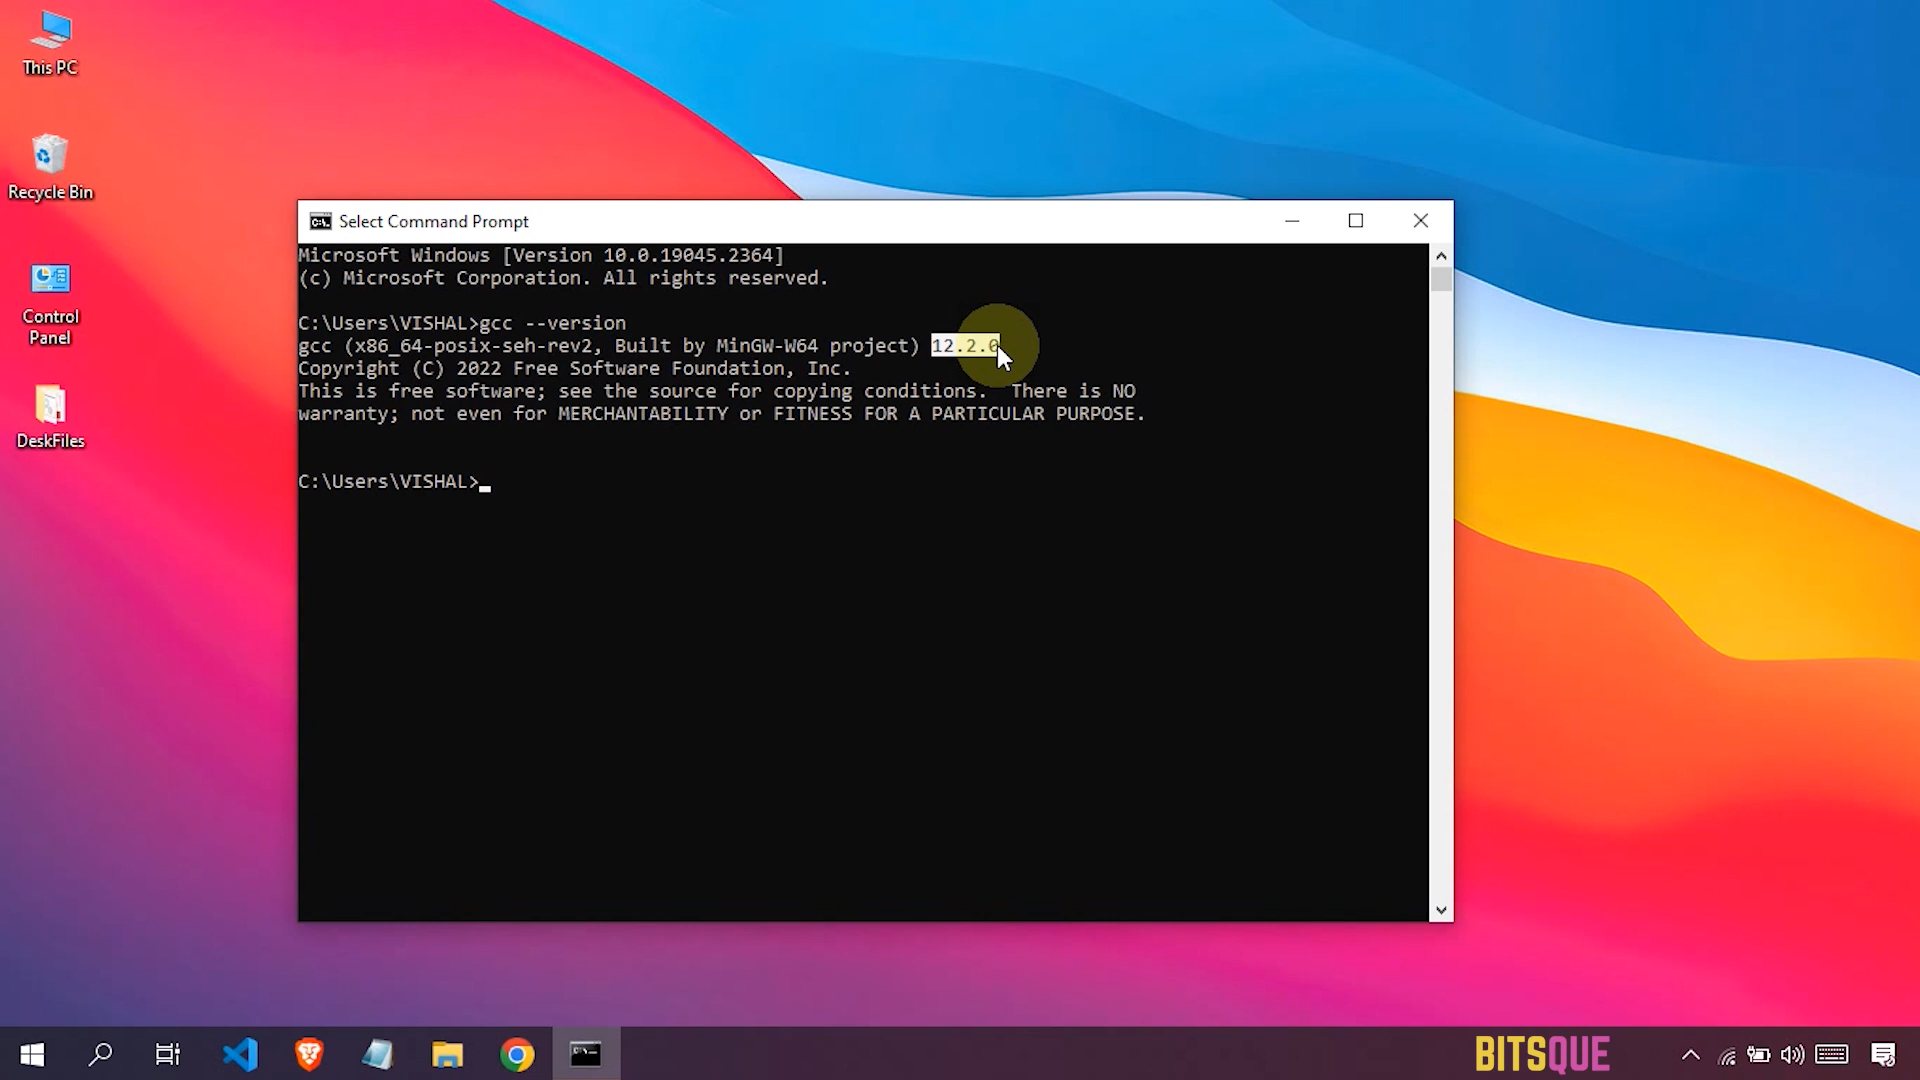 This PC
Recycle Bin
Control
Panel
DeskFiles
Select Command Prompt
Microsoft Windows [Version 10.0.19045.2364]
(c) Microsoft Corporation. All rights reserved.
C:\Users\VISHAL>gcc --version
gcc (x86_64-posix-seh-rev2, Built by MinGW-W64 project) 12.2.0
Copyright (C) 2022 Free Software Foundation, Inc.
This is free software; see the source for copying conditions.  There is NO
warranty; not even for MERCHANTABILITY or FITNESS FOR A PARTICULAR PURPOSE.
C:\Users\VISHAL>
BITSQUE